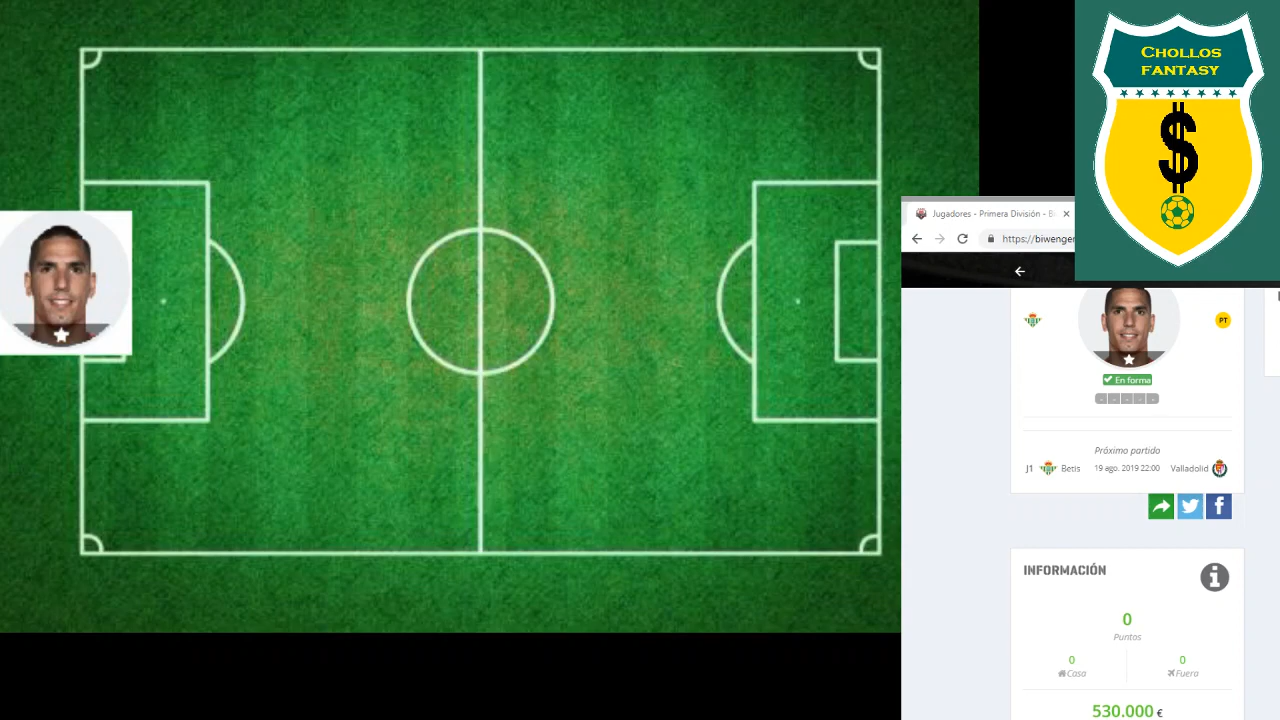 CHOLLOS
FANTASY
$
Jugadores - Primera División - B
https://biwenger
PT
En forma
- - - - -
Próximo partido
J1 Betis 19 ago. 2019 22:00 Valladolid
INFORMACIÓN
0
Puntos
0 0
Casa Fuera
530.000 €